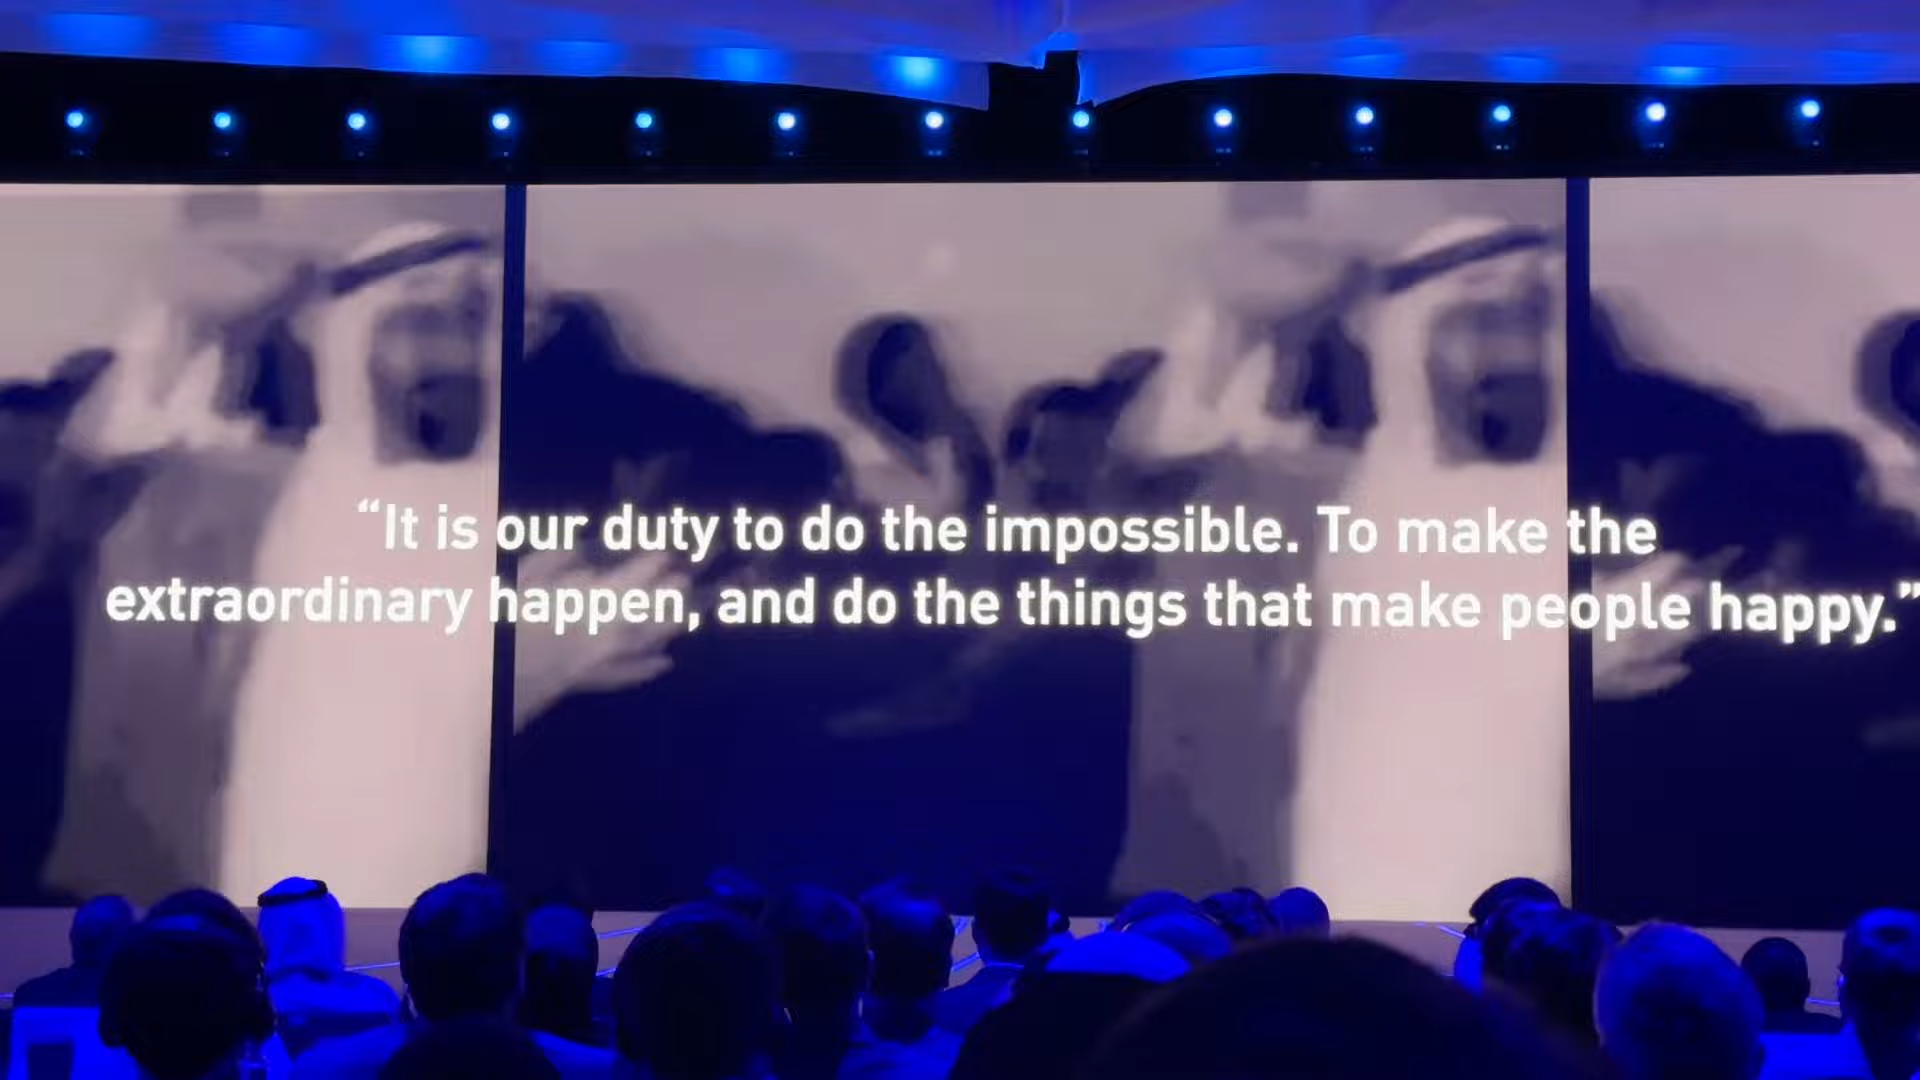 “It is our duty to do the impossible. To make the
extraordinary happen, and do the things that make people happy.”